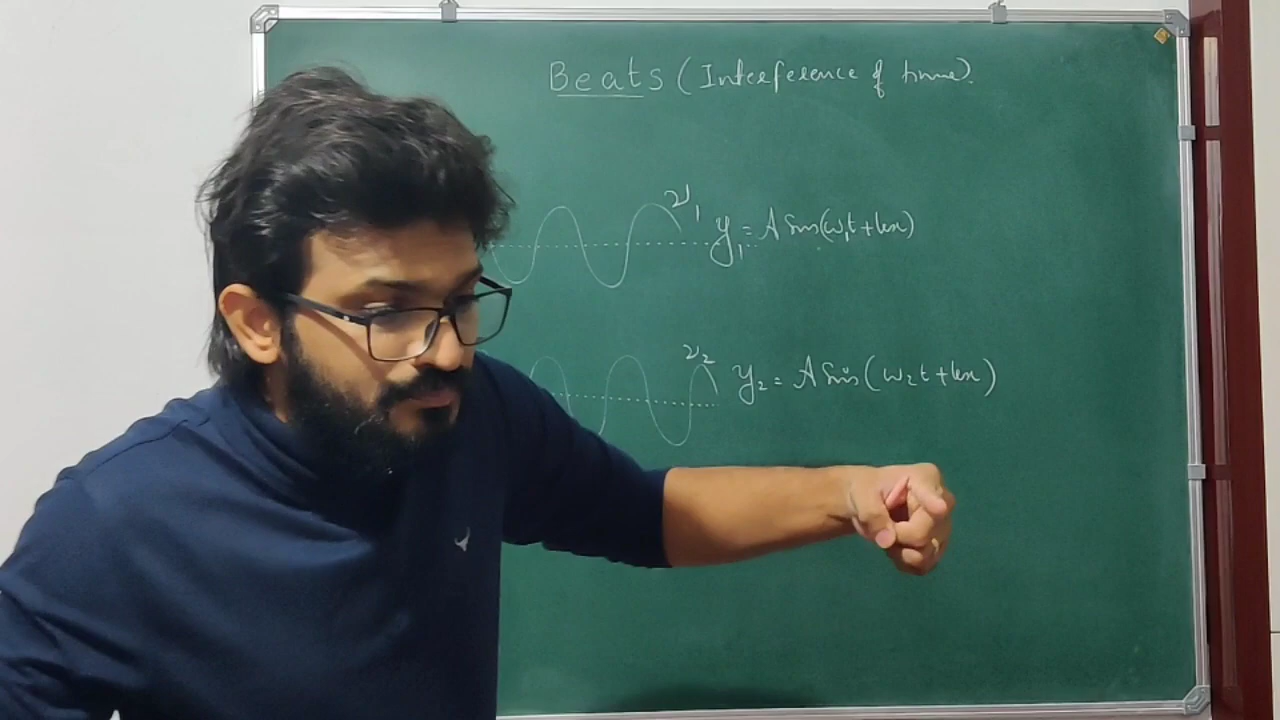 Beats (Interference of time).
ν₁
y₁ = A sin(ω₁t + kx)
ν₂
y₂ = A sin(ω₂t + kx)